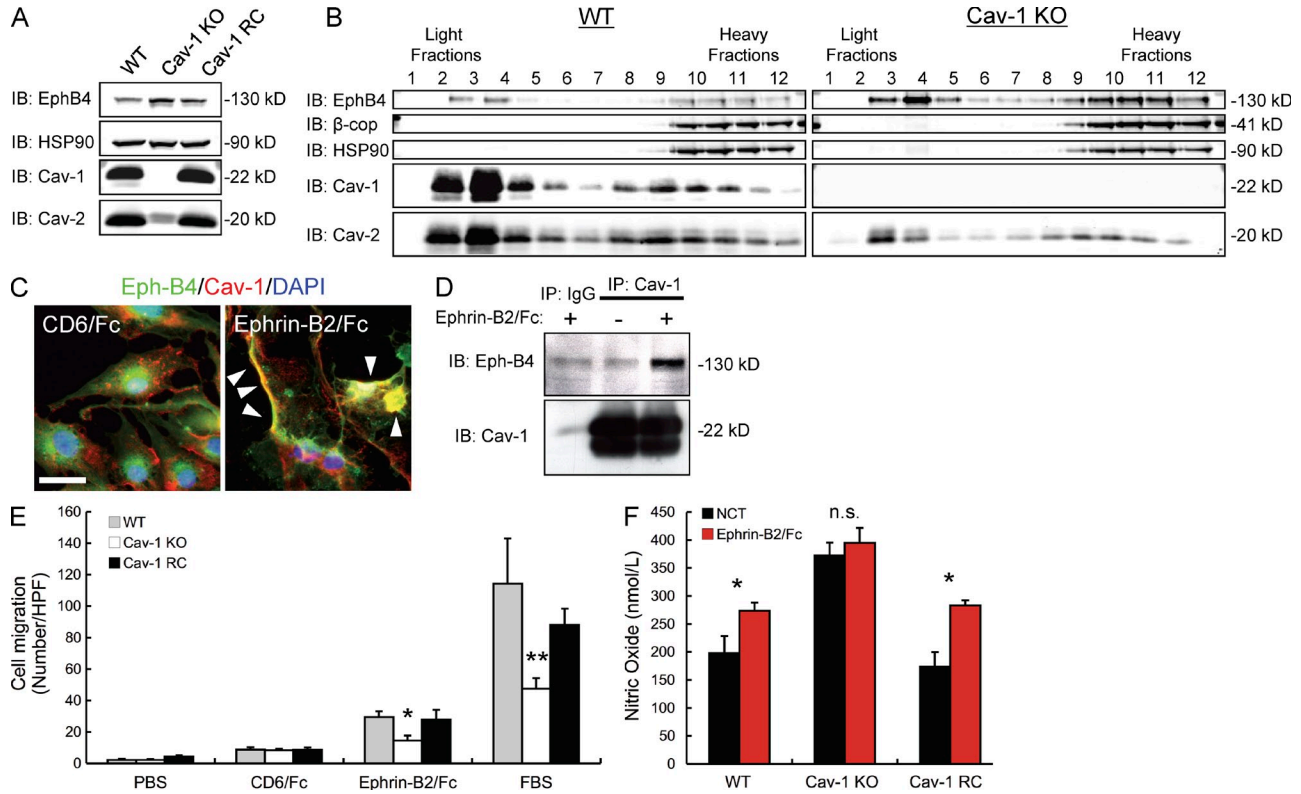 A
WT
Cav-1 KO
Cav-1 RC
IB: EphB4
-130 kD
IB: HSP90
-90 kD
IB: Cav-1
-22 kD
IB: Cav-2
-20 kD
B
WT
Cav-1 KO
Light
Fractions
Heavy
Fractions
Light
Fractions
Heavy
Fractions
1 2 3 4 5 6 7 8 9 10 11 12
1 2 3 4 5 6 7 8 9 10 11 12
IB: EphB4
-130 kD
IB: β-cop
-41 kD
IB: HSP90
-90 kD
IB: Cav-1
-22 kD
IB: Cav-2
-20 kD
C
Eph-B4/Cav-1/DAPI
CD6/Fc
Ephrin-B2/Fc
D
IP: IgG
IP: Cav-1
Ephrin-B2/Fc: + - +
IB: Eph-B4
-130 kD
IB: Cav-1
-22 kD
E
Cell migration
(Number/HPF)
160
140
120
100
80
60
40
20
0
WT
Cav-1 KO
Cav-1 RC
*
**
PBS
CD6/Fc
Ephrin-B2/Fc
FBS
F
Nitric Oxide (nmol/L)
450
400
350
300
250
200
150
100
50
0
NCT
Ephrin-B2/Fc
*
n.s.
*
WT
Cav-1 KO
Cav-1 RC